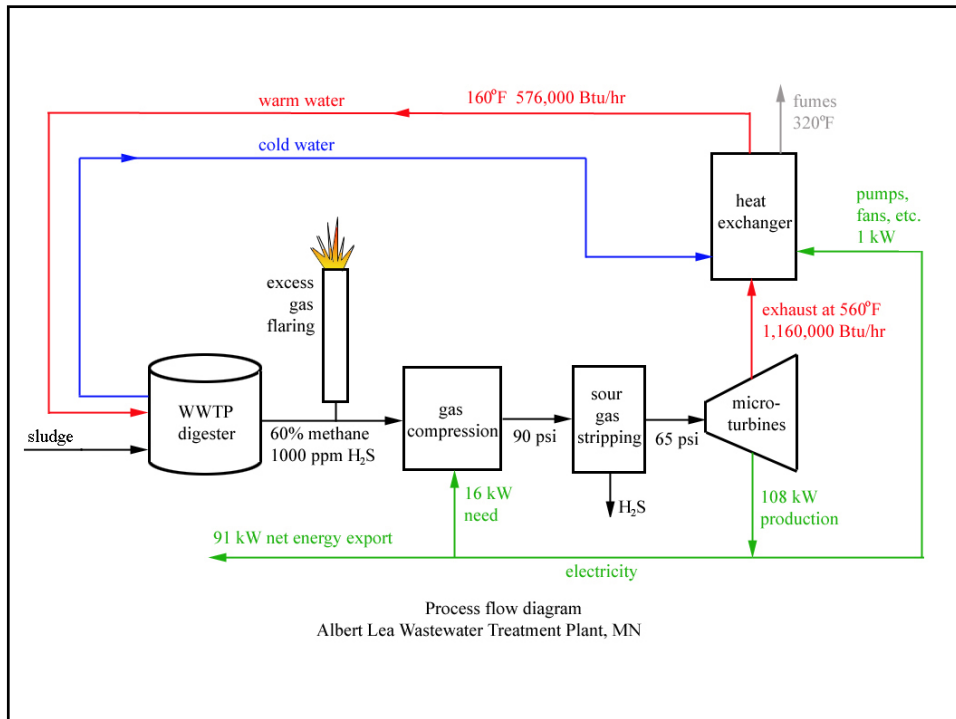 warm water
160°F 576,000 Btu/hr
fumes
320°F
cold water
heat
exchanger
pumps,
fans, etc.
1 kW
excess
gas
flaring
exhaust at 560°F
1,160,000 Btu/hr
WWTP
digester
sludge
60% methane
1000 ppm H₂S
gas
compression
90 psi
sour
gas
stripping
65 psi
micro-
turbines
16 kW
need
H₂S
108 kW
production
91 kW net energy export
electricity
Process flow diagram
Albert Lea Wastewater Treatment Plant, MN